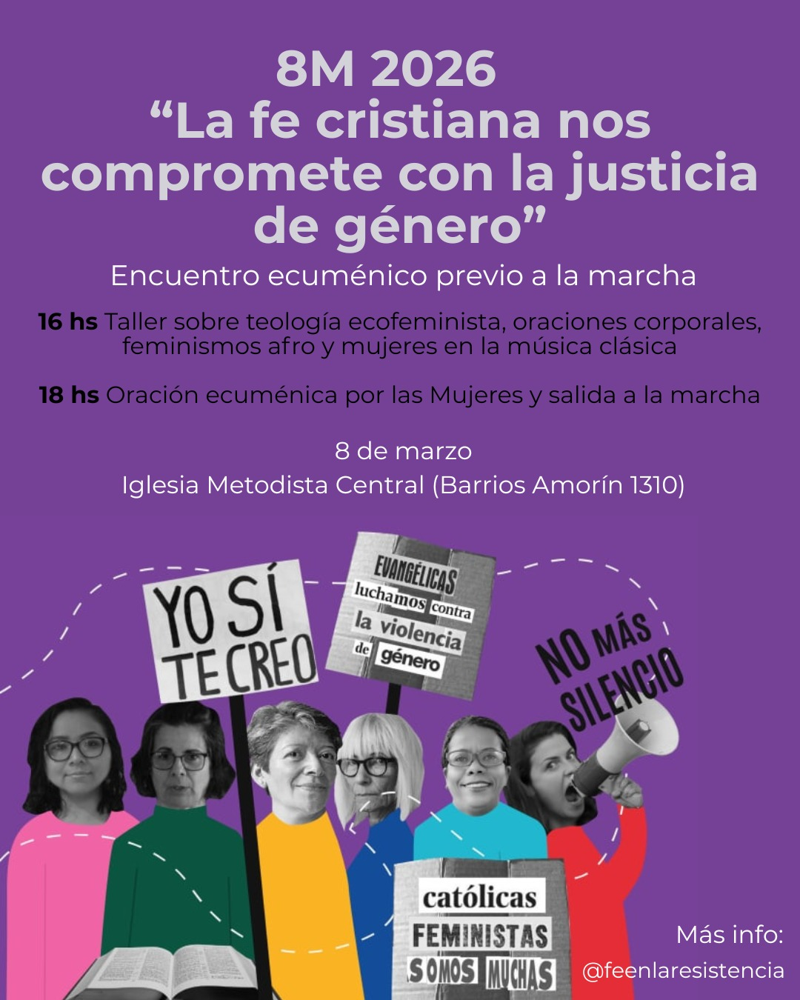 8M 2026
“La fe cristiana nos
compromete con la justicia
de género”
Encuentro ecuménico previo a la marcha
16 hs Taller sobre teología ecofeminista, oraciones corporales,
feminismos afro y mujeres en la música clásica
18 hs Oración ecuménica por las Mujeres y salida a la marcha
8 de marzo
Iglesia Metodista Central (Barrios Amorín 1310)
YO SÍ
TE CREO
EVANGÉLICAS
luchamos contra
la violencia
de género
NO MÁS
SILENCIO
católicas
FEMINISTAS
SOMOS MUCHAS
Más info:
@feenlaresistencia